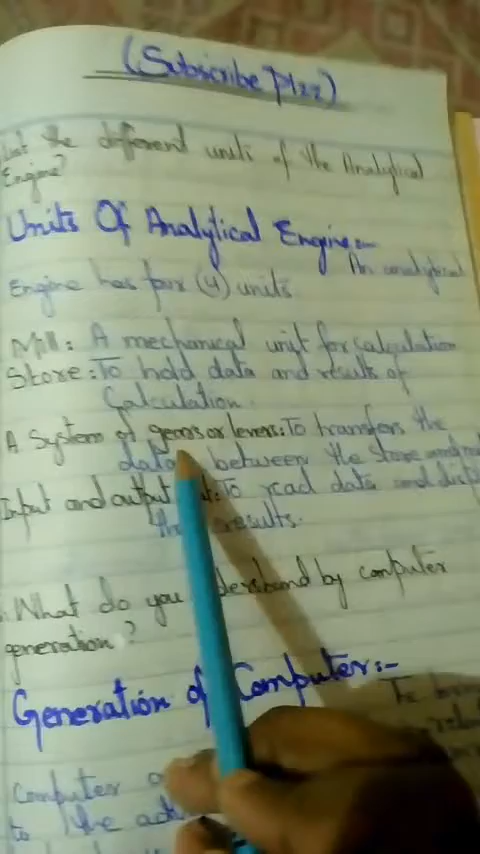 (Subscribe plzz)
List the different units of the Analytical
Engine?
Units Of Analytical Engine:-
An analytical
Engine has four (4) units.
Mill: A mechanical unit for calculation
Store: To hold data and results of
Calculation.
A System of gears or levers: To transfers the
data between the store and
Input and output To read data and
the results.
What do you by computer
generation?
Generation of Computer:-
The
Computer
to the